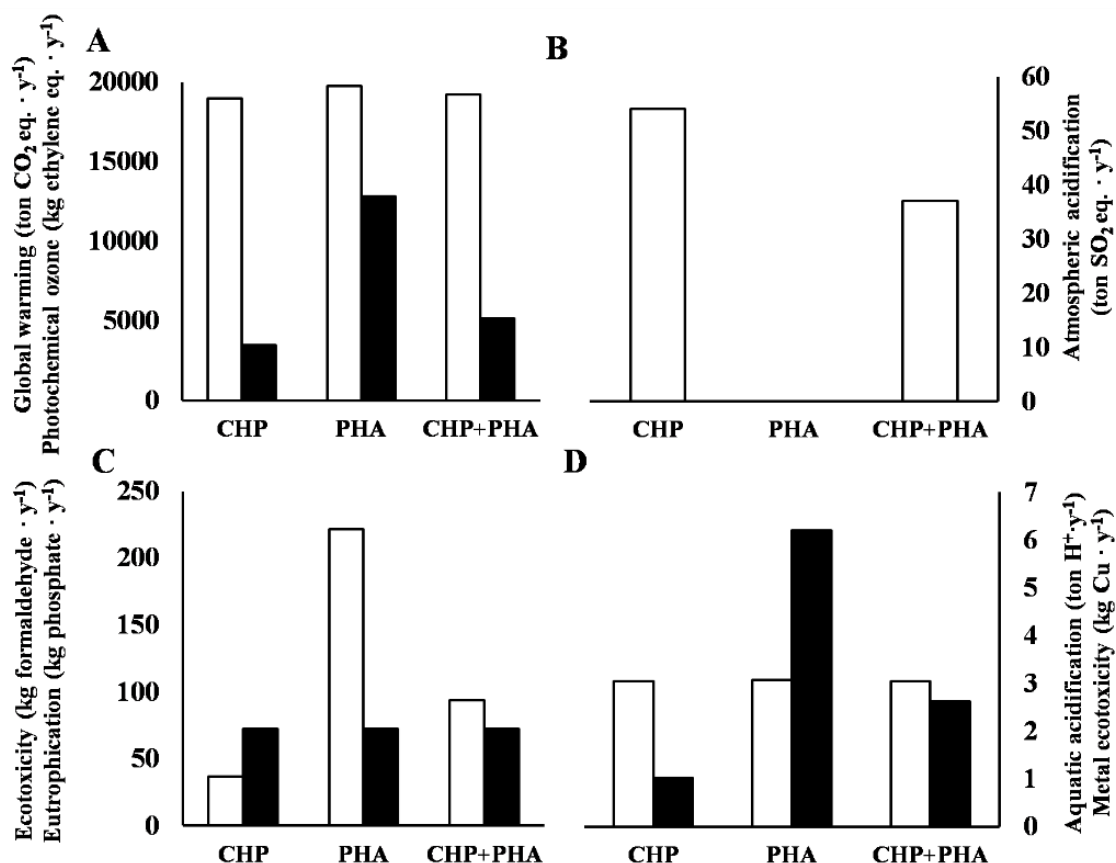 A
Global warming (ton CO₂ eq. · y⁻¹)
Photochemical ozone (kg ethylene eq. · y⁻¹)
20000
15000
10000
5000
0
CHP PHA CHP+PHA
B
60
50
40
30
20
10
0
Atmospheric acidification
(ton SO₂ eq. · y⁻¹)
CHP PHA CHP+PHA
C
Ecotoxicity (kg formaldehyde · y⁻¹)
Eutrophication (kg phosphate · y⁻¹)
250
200
150
100
50
0
CHP PHA CHP+PHA
D
7
6
5
4
3
2
1
0
Aquatic acidification (ton H⁺·y⁻¹)
Metal ecotoxicity (kg Cu · y⁻¹)
CHP PHA CHP+PHA